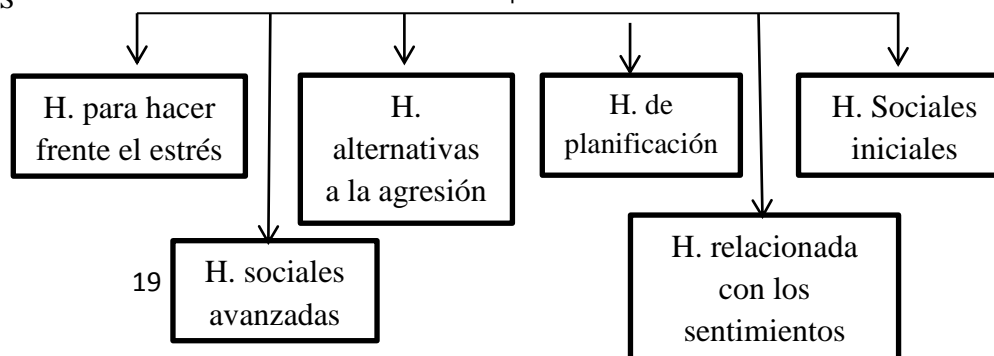 s
H. para hacer
frente el estrés
H.
alternativas
a la agresión
H. de
planificación
H. Sociales
iniciales
19
H. sociales
avanzadas
H. relacionada
con los
sentimientos